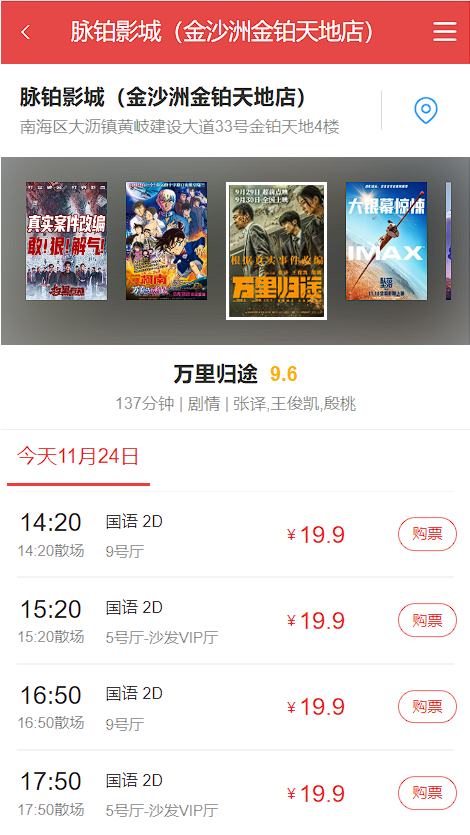 脉铂影城（金沙洲金铂天地店）
脉铂影城（金沙洲金铂天地店）
南海区大沥镇黄岐建设大道33号金铂天地4楼
真实案件改编
敢!狠!解气!
扫黑行动
柯南
9月29日 超前点映
9月30日 全国上映
根据真实事件改编
万里归途
大银幕惊悚
IMAX
万里归途 9.6
137分钟 | 剧情 | 张译,王俊凯,殷桃
今天11月24日
14:20 国语 2D ¥ 19.9 购票
14:20散场 9号厅
15:20 国语 2D ¥ 19.9 购票
15:20散场 5号厅-沙发VIP厅
16:50 国语 2D ¥ 19.9 购票
16:50散场 9号厅
17:50 国语 2D ¥ 19.9 购票
17:50散场 5号厅-沙发VIP厅